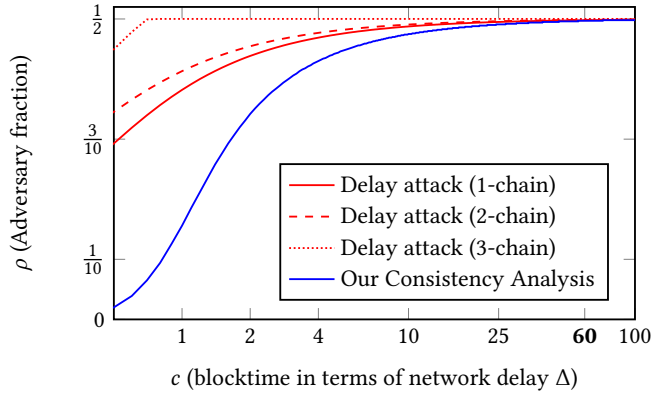 1/2
3/10
1/10
0
ρ (Adversary fraction)
Delay attack (1-chain)
Delay attack (2-chain)
Delay attack (3-chain)
Our Consistency Analysis
1 2 4 10 25 60 100
c (blocktime in terms of network delay Δ)